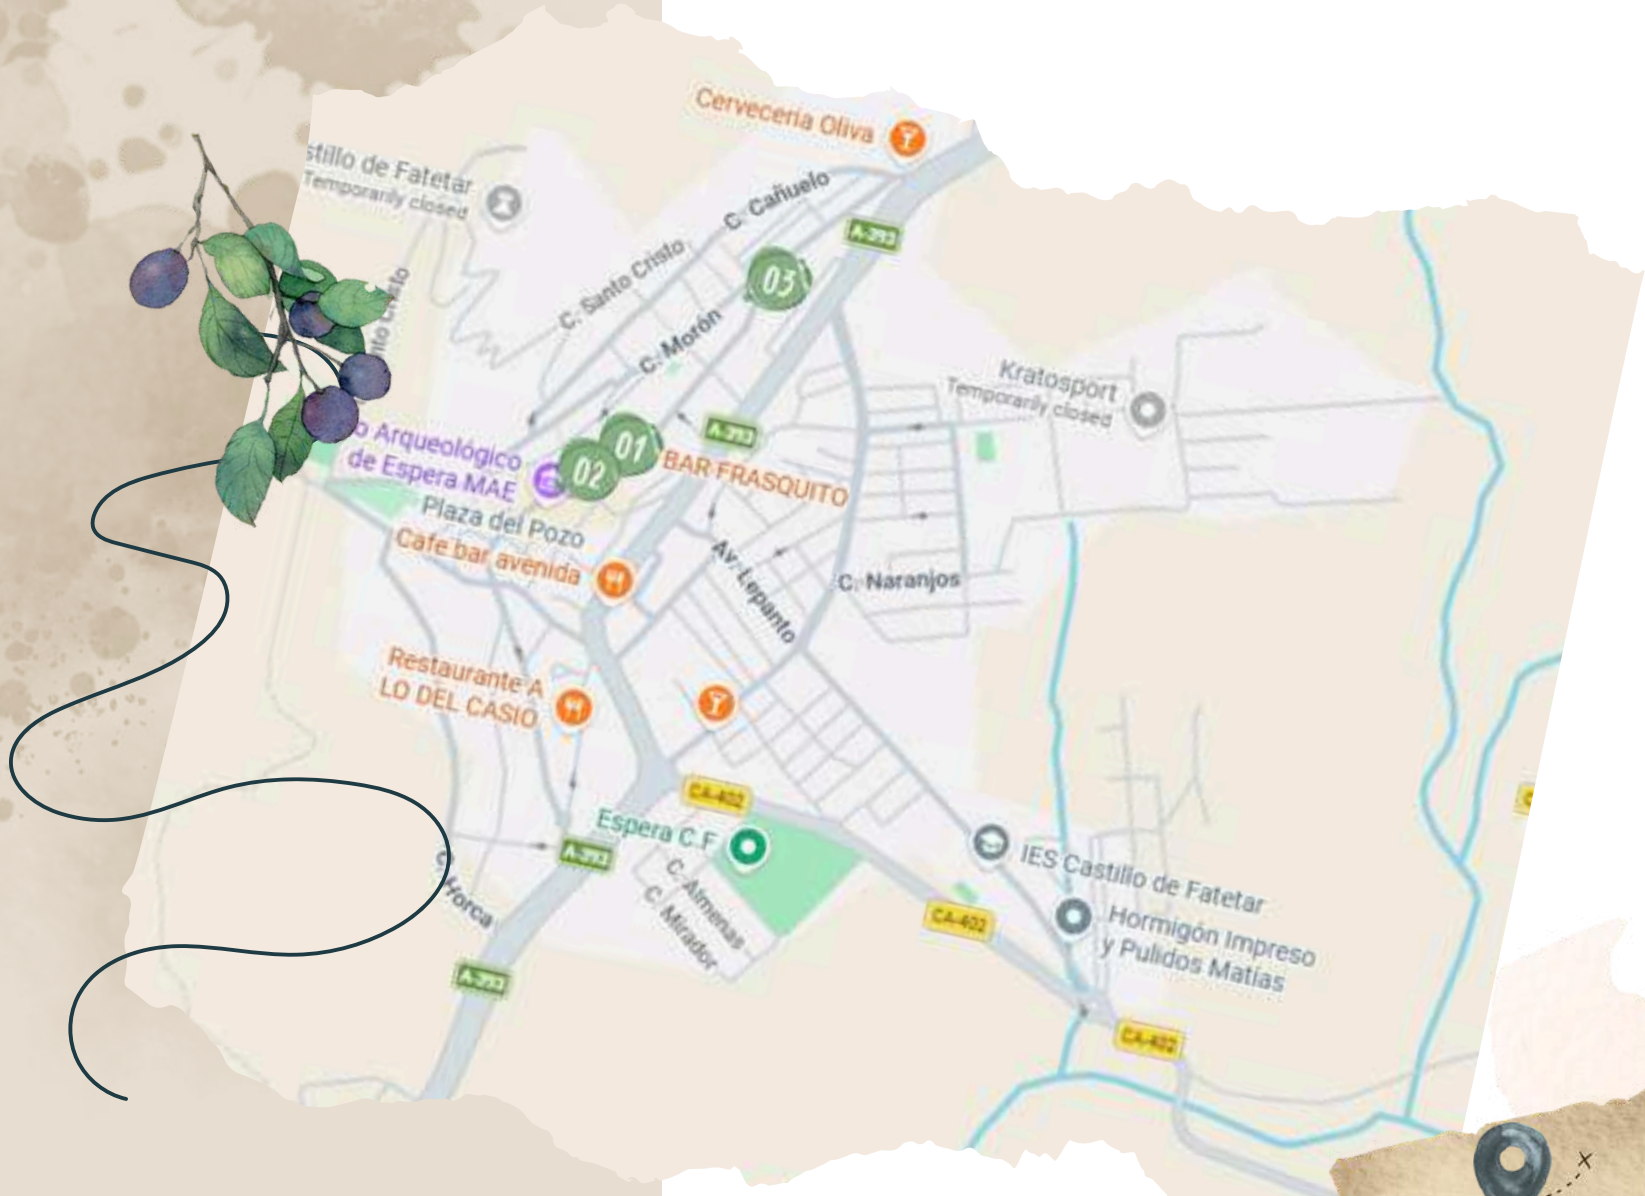 Cervecería Oliva
stillo de Fatetar
Temporarily closed
C. Cañuelo
A-393
C. Santo Cristo
03
C. Morón
Kratosport
Temporarily closed
o Arqueológico
de Espera MAE
01
02
A-393
BAR FRASQUITO
Plaza del Pozo
Cafe bar avenida
Av. Lepanto
C. Naranjos
Restaurante A
LO DEL CASIO
CA-402
Espera C.F
A-393
C. Almenas
C. Mirador
IES Castillo de Fatetar
C. Horca
CA-402
Hormigón Impreso
y Pulidos Matías
A-393
CA-402